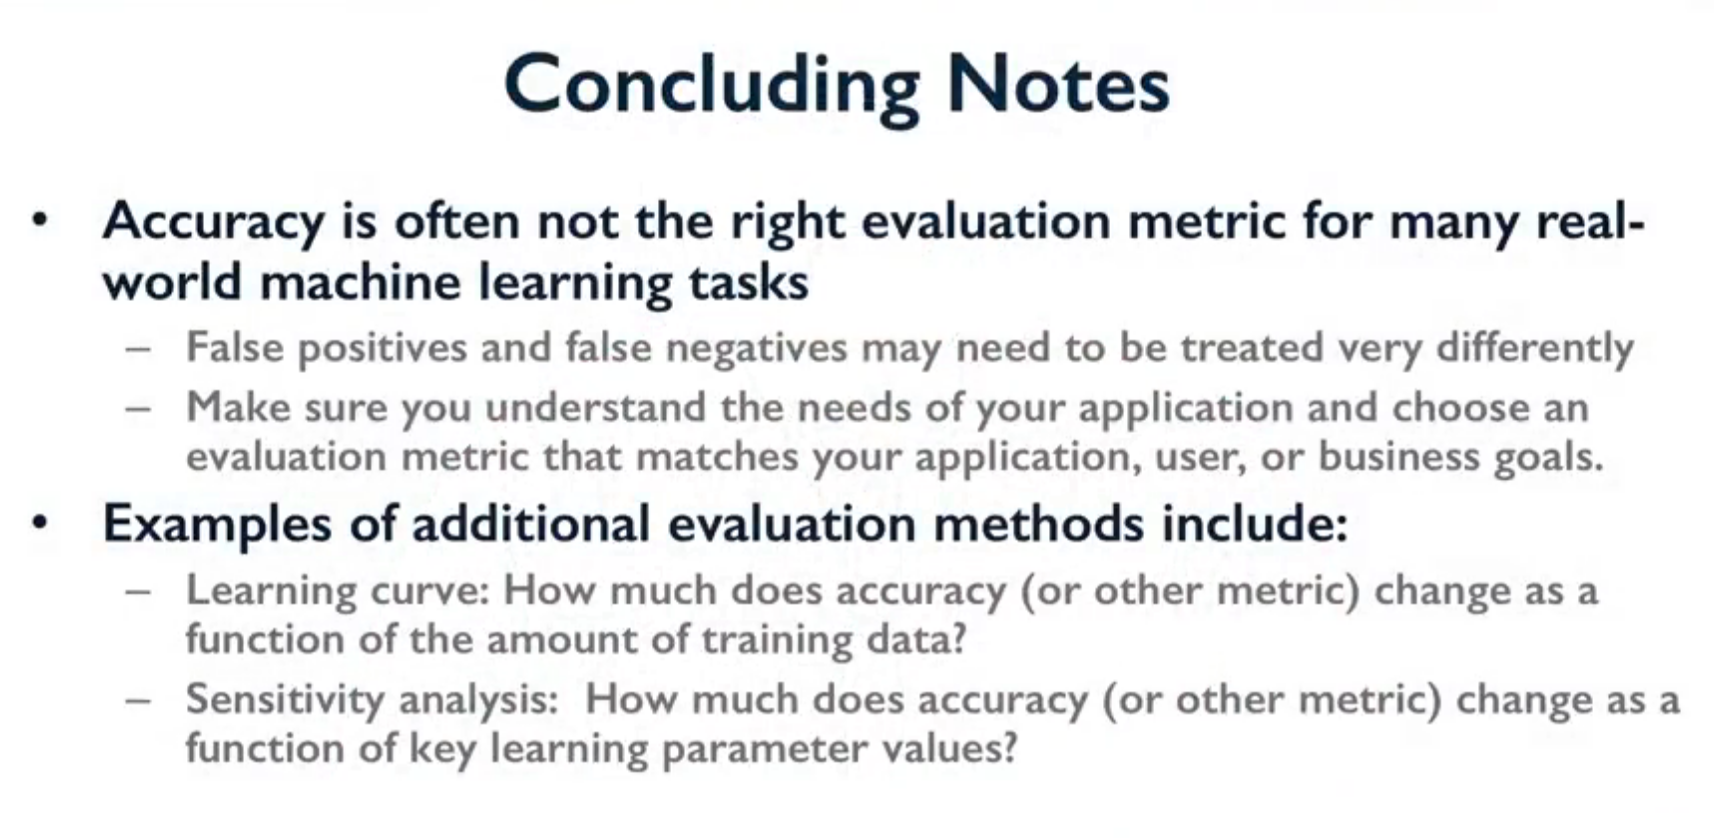 Concluding Notes
• Accuracy is often not the right evaluation metric for many real-
world machine learning tasks
– False positives and false negatives may need to be treated very differently
– Make sure you understand the needs of your application and choose an
evaluation metric that matches your application, user, or business goals.
• Examples of additional evaluation methods include:
– Learning curve: How much does accuracy (or other metric) change as a
function of the amount of training data?
– Sensitivity analysis:  How much does accuracy (or other metric) change as a
function of key learning parameter values?